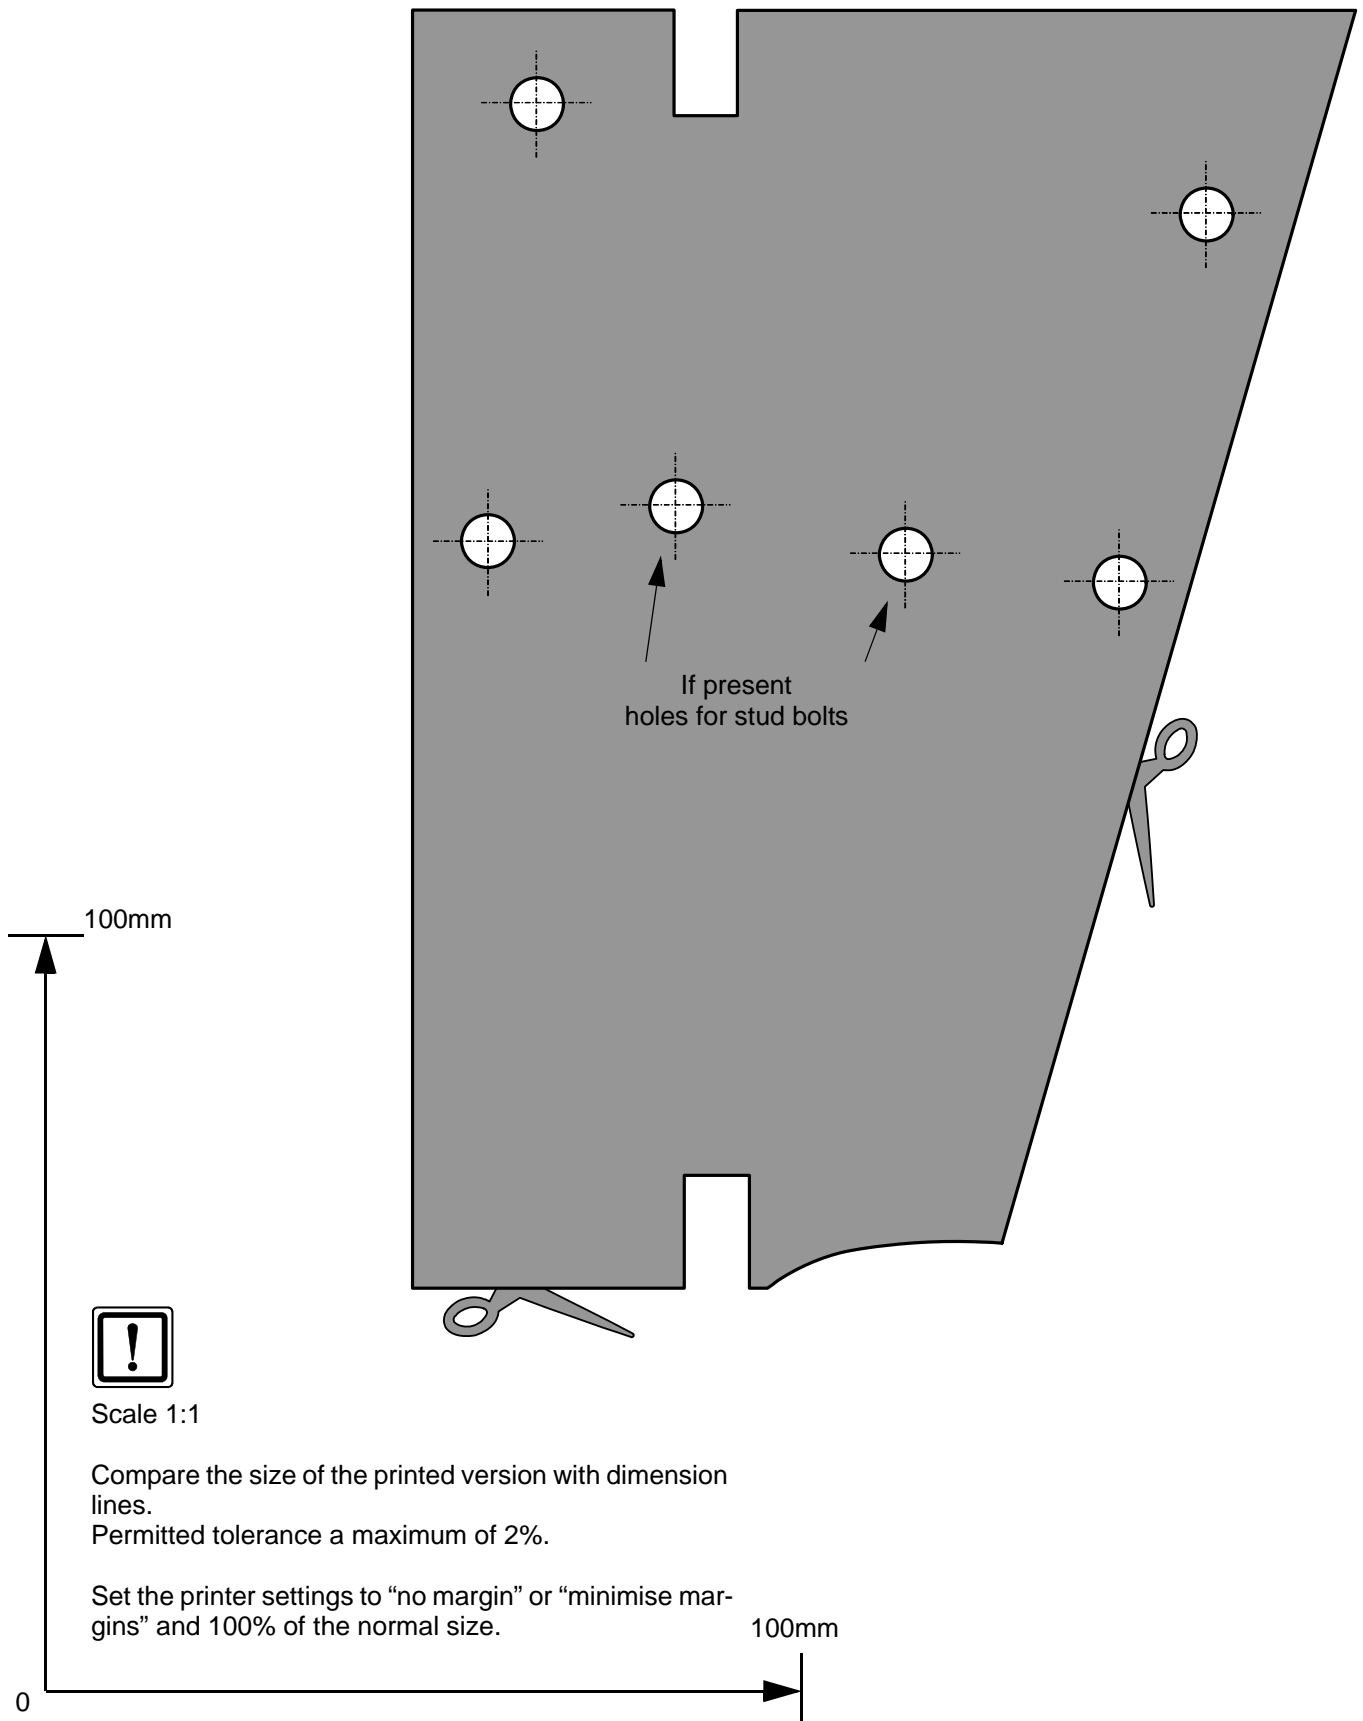 If present
holes for stud bolts
100mm
!
Scale 1:1
Compare the size of the printed version with dimension
lines.
Permitted tolerance a maximum of 2%.
Set the printer settings to “no margin” or “minimise mar-
gins” and 100% of the normal size.
100mm
0